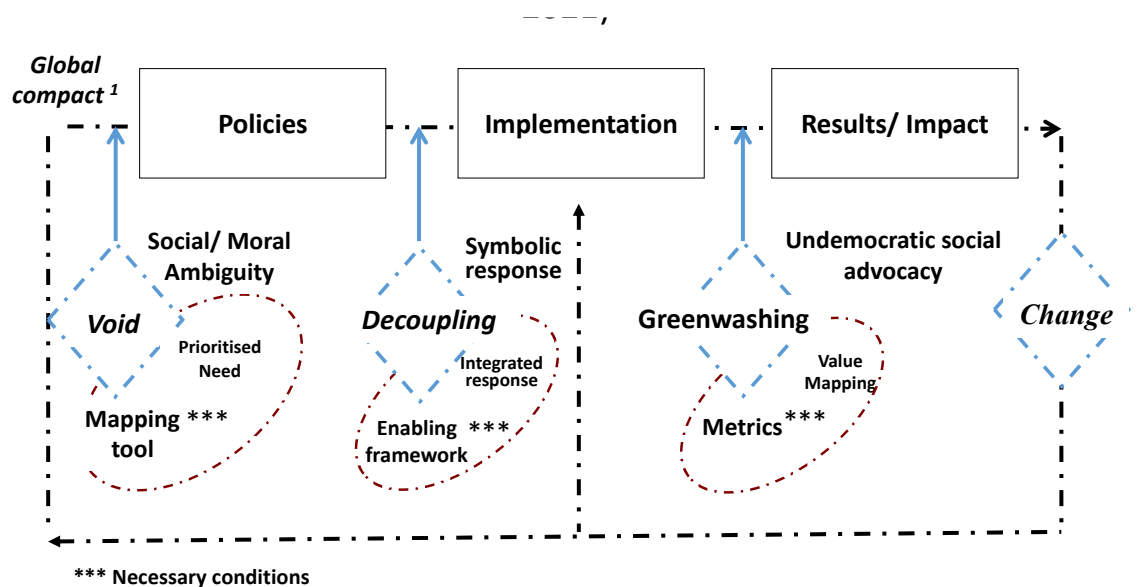 Global
compact 1
Policies
Implementation
Results/ Impact
Social/ Moral
Ambiguity
Symbolic
response
Undemocratic social
advocacy
Void
Decoupling
Greenwashing
Change
Prioritised
Need
Integrated
response
Value
Mapping
Mapping ***
tool
Enabling ***
framework
Metrics ***
*** Necessary conditions